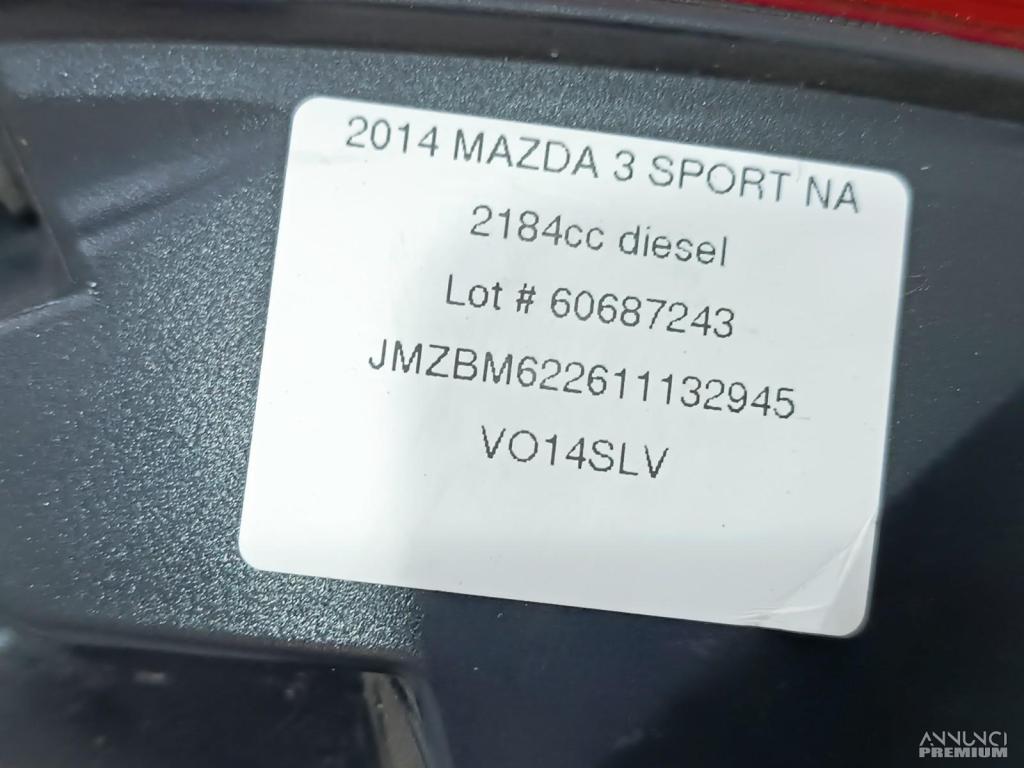 2014 MAZDA 3 SPORT NA
2184cc diesel
Lot # 60687243
JMZBM622611132945
VO14SLV
ANNUNCI
PREMIUM